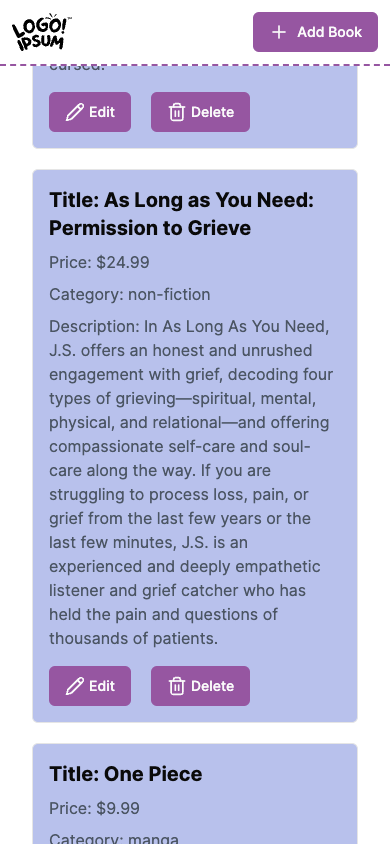 LOGO!
IPSUM
Add Book
cursed.
Edit
Delete
Title: As Long as You Need:
Permission to Grieve
Price: $24.99
Category: non-fiction
Description: In As Long As You Need,
J.S. offers an honest and unrushed
engagement with grief, decoding four
types of grieving—spiritual, mental,
physical, and relational—and offering
compassionate self-care and soul-
care along the way. If you are
struggling to process loss, pain, or
grief from the last few years or the
last few minutes, J.S. is an
experienced and deeply empathetic
listener and grief catcher who has
held the pain and questions of
thousands of patients.
Edit
Delete
Title: One Piece
Price: $9.99
Category: manga